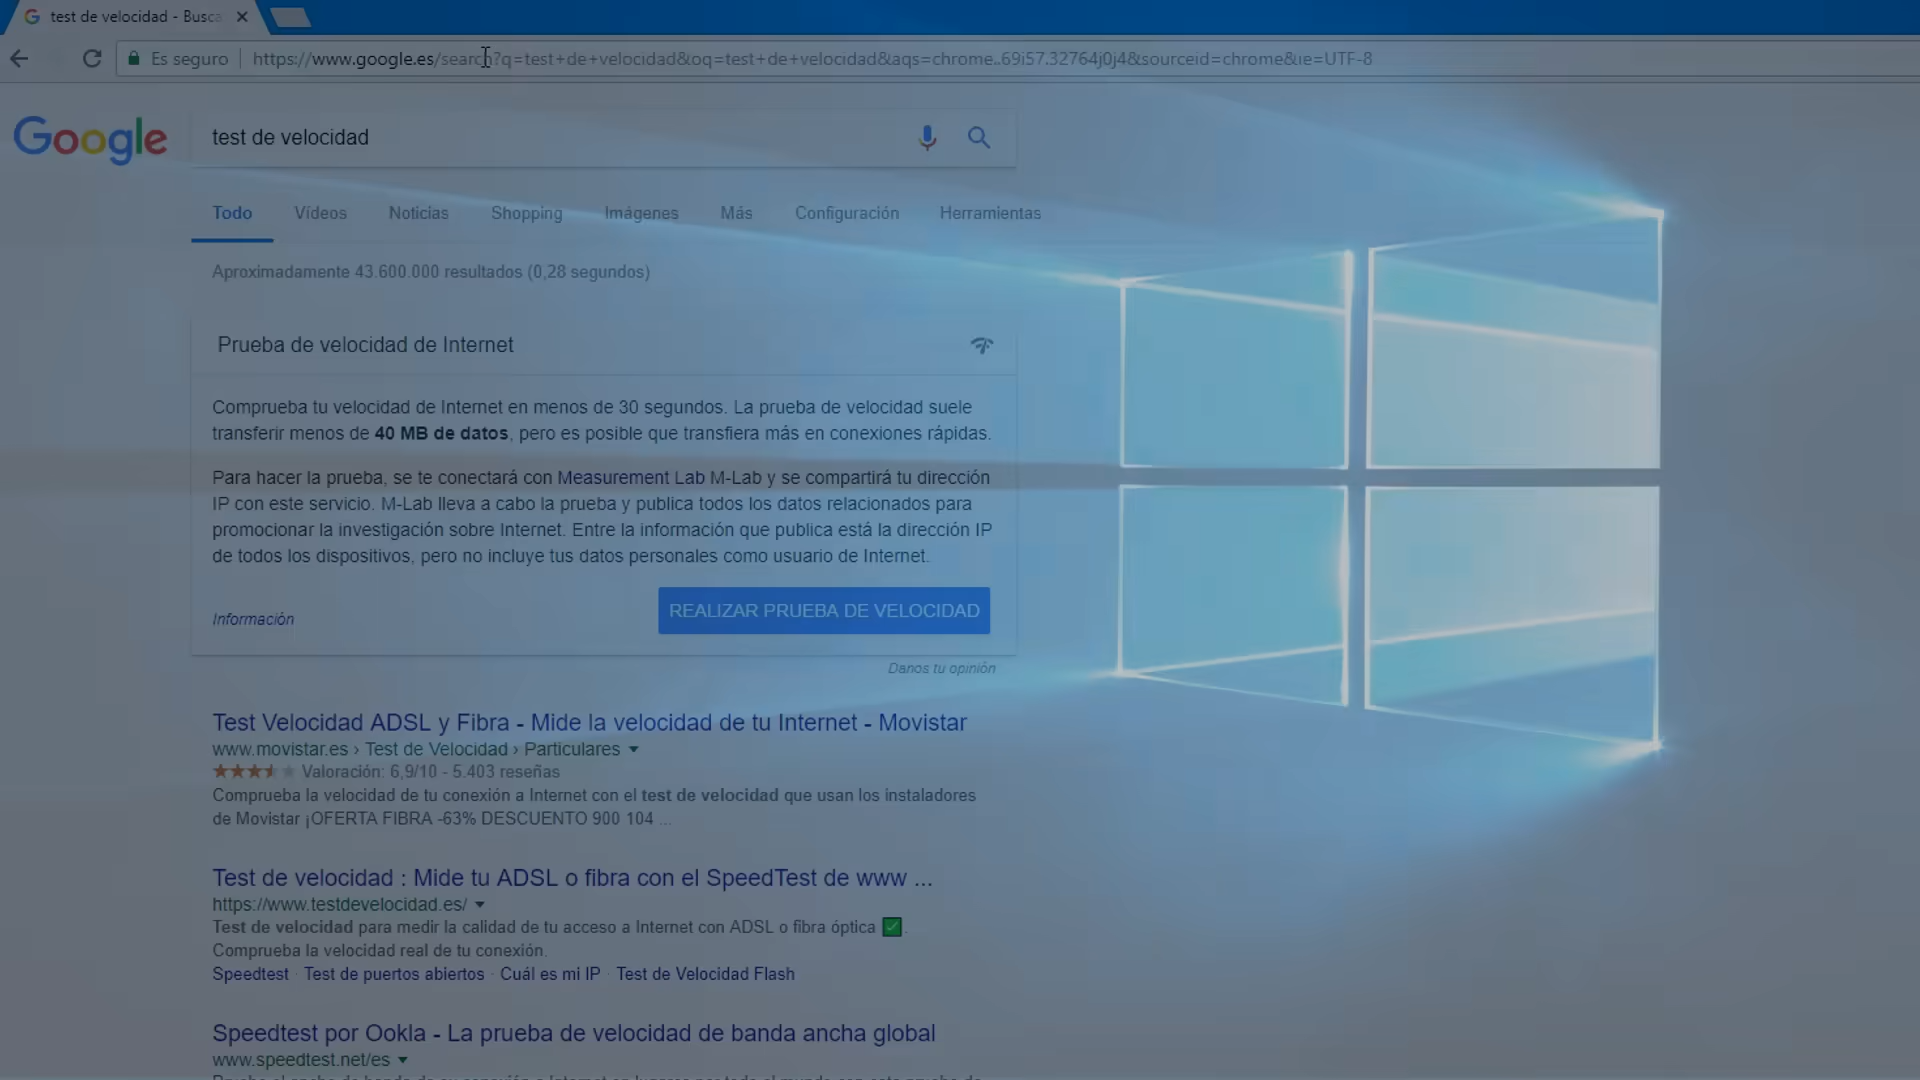 test de velocidad - Busca
Es seguro
https://www.google.es/search?q=test+de+velocidad&oq=test+de+velocidad&aqs=chrome..69i57.32764j0j4&sourceid=chrome&ie=UTF-8
Google
test de velocidad
Todo Vídeos Noticias Shopping Imágenes Más Configuración Herramientas
Aproximadamente 43.600.000 resultados (0,28 segundos)
Prueba de velocidad de Internet
Comprueba tu velocidad de Internet en menos de 30 segundos. La prueba de velocidad suele
transferir menos de 40 MB de datos, pero es posible que transfiera más en conexiones rápidas.
Para hacer la prueba, se te conectará con Measurement Lab M-Lab y se compartirá tu dirección
IP con este servicio. M-Lab lleva a cabo la prueba y publica todos los datos relacionados para
promocionar la investigación sobre Internet. Entre la información que publica está la dirección IP
de todos los dispositivos, pero no incluye tus datos personales como usuario de Internet.
Información
REALIZAR PRUEBA DE VELOCIDAD
Danos tu opinión
Test Velocidad ADSL y Fibra - Mide la velocidad de tu Internet - Movistar
www.movistar.es › Test de Velocidad › Particulares
Valoración: 6,9/10 - 5.403 reseñas
Comprueba la velocidad de tu conexión a Internet con el test de velocidad que usan los instaladores
de Movistar ¡OFERTA FIBRA -63% DESCUENTO 900 104 ...
Test de velocidad : Mide tu ADSL o fibra con el SpeedTest de www ...
https://www.testdevelocidad.es/
Test de velocidad para medir la calidad de tu acceso a Internet con ADSL o fibra óptica ✅.
Comprueba la velocidad real de tu conexión.
Speedtest · Test de puertos abiertos · Cuál es mi IP · Test de Velocidad Flash
Speedtest por Ookla - La prueba de velocidad de banda ancha global
www.speedtest.net/es